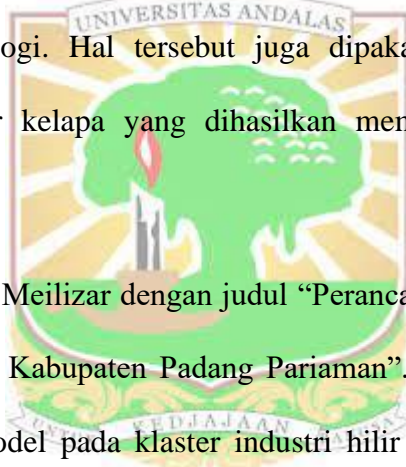 UNIVERSITAS ANDALAS
ogi. Hal tersebut juga dipaka
kelapa yang dihasilkan men
Meilizar dengan judul “Peranca
Kabupaten Padang Pariaman”.
odel pada klaster industri hilir
KEDJAJAAN